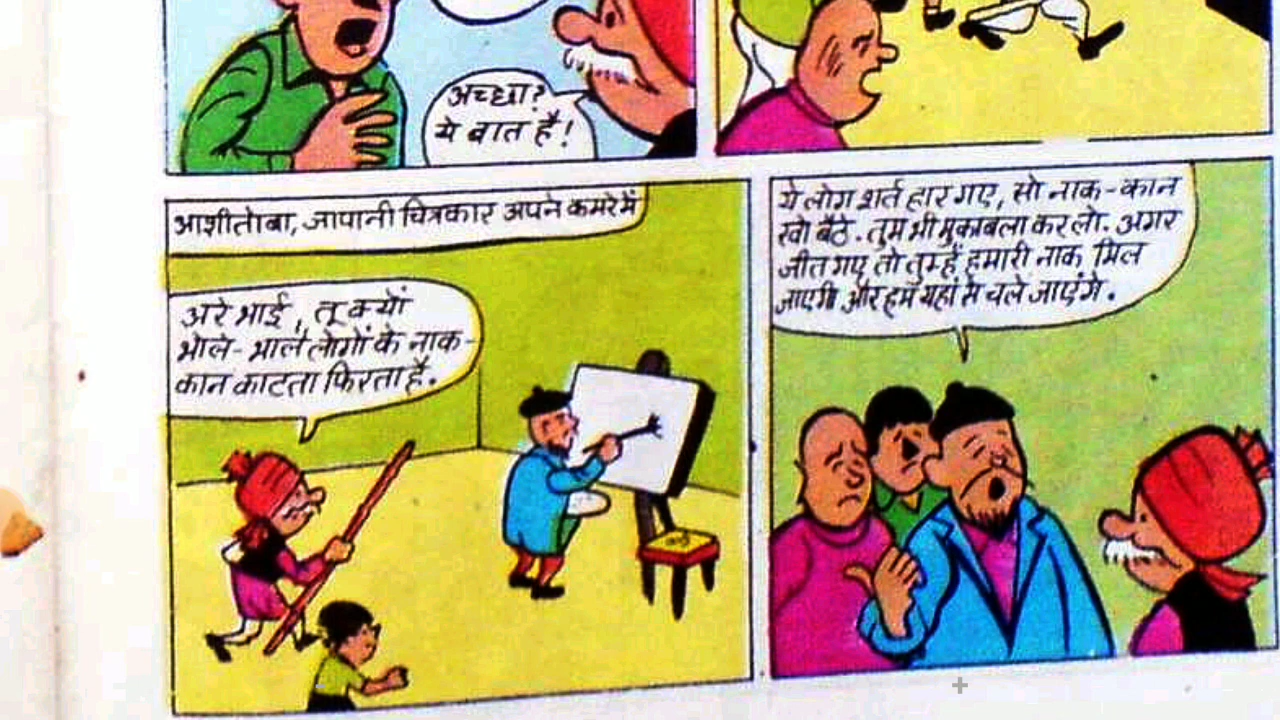 अच्छा?
ये बात है!
आशीतोबा, जापानी चित्रकार अपने कमरे में
अरे भाई, तू क्यों
भोले-भाले लोगों के नाक-
कान काटता फिरता है.
ये लोग शर्त हार गए, सो नाक-कान
खो बैठे. तुम भी मुकाबला कर लो. अगर
जीत गए तो तुम्हें हमारी नाक मिल
जाएगी और हम यहां से चले जाएंगे.